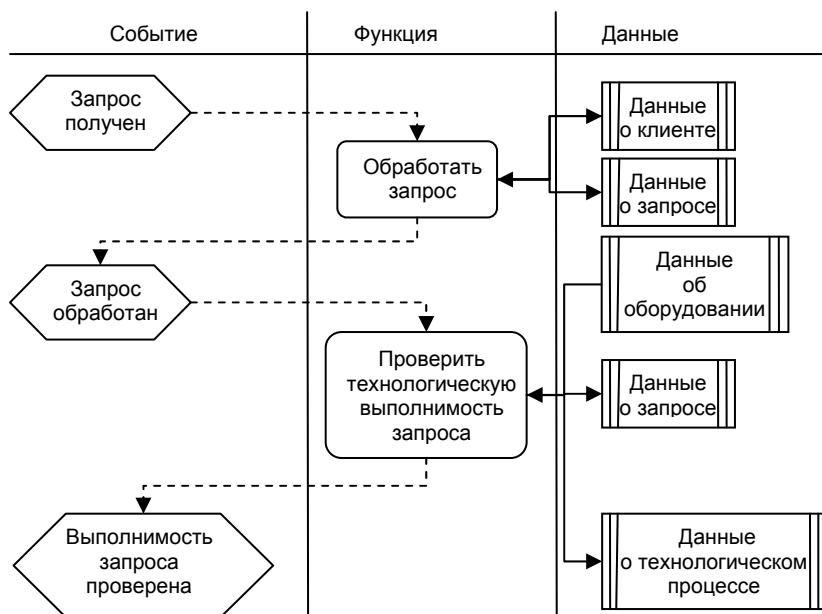 Событие
Функция
Данные
Запрос
получен
Данные
о клиенте
Обработать
запрос
Данные
о запросе
Запрос
обработан
Данные
об
оборудовании
Проверить
технологическую
выполнимость
запроса
Данные
о запросе
Выполнимость
запроса
проверена
Данные
о технологическом
процессе